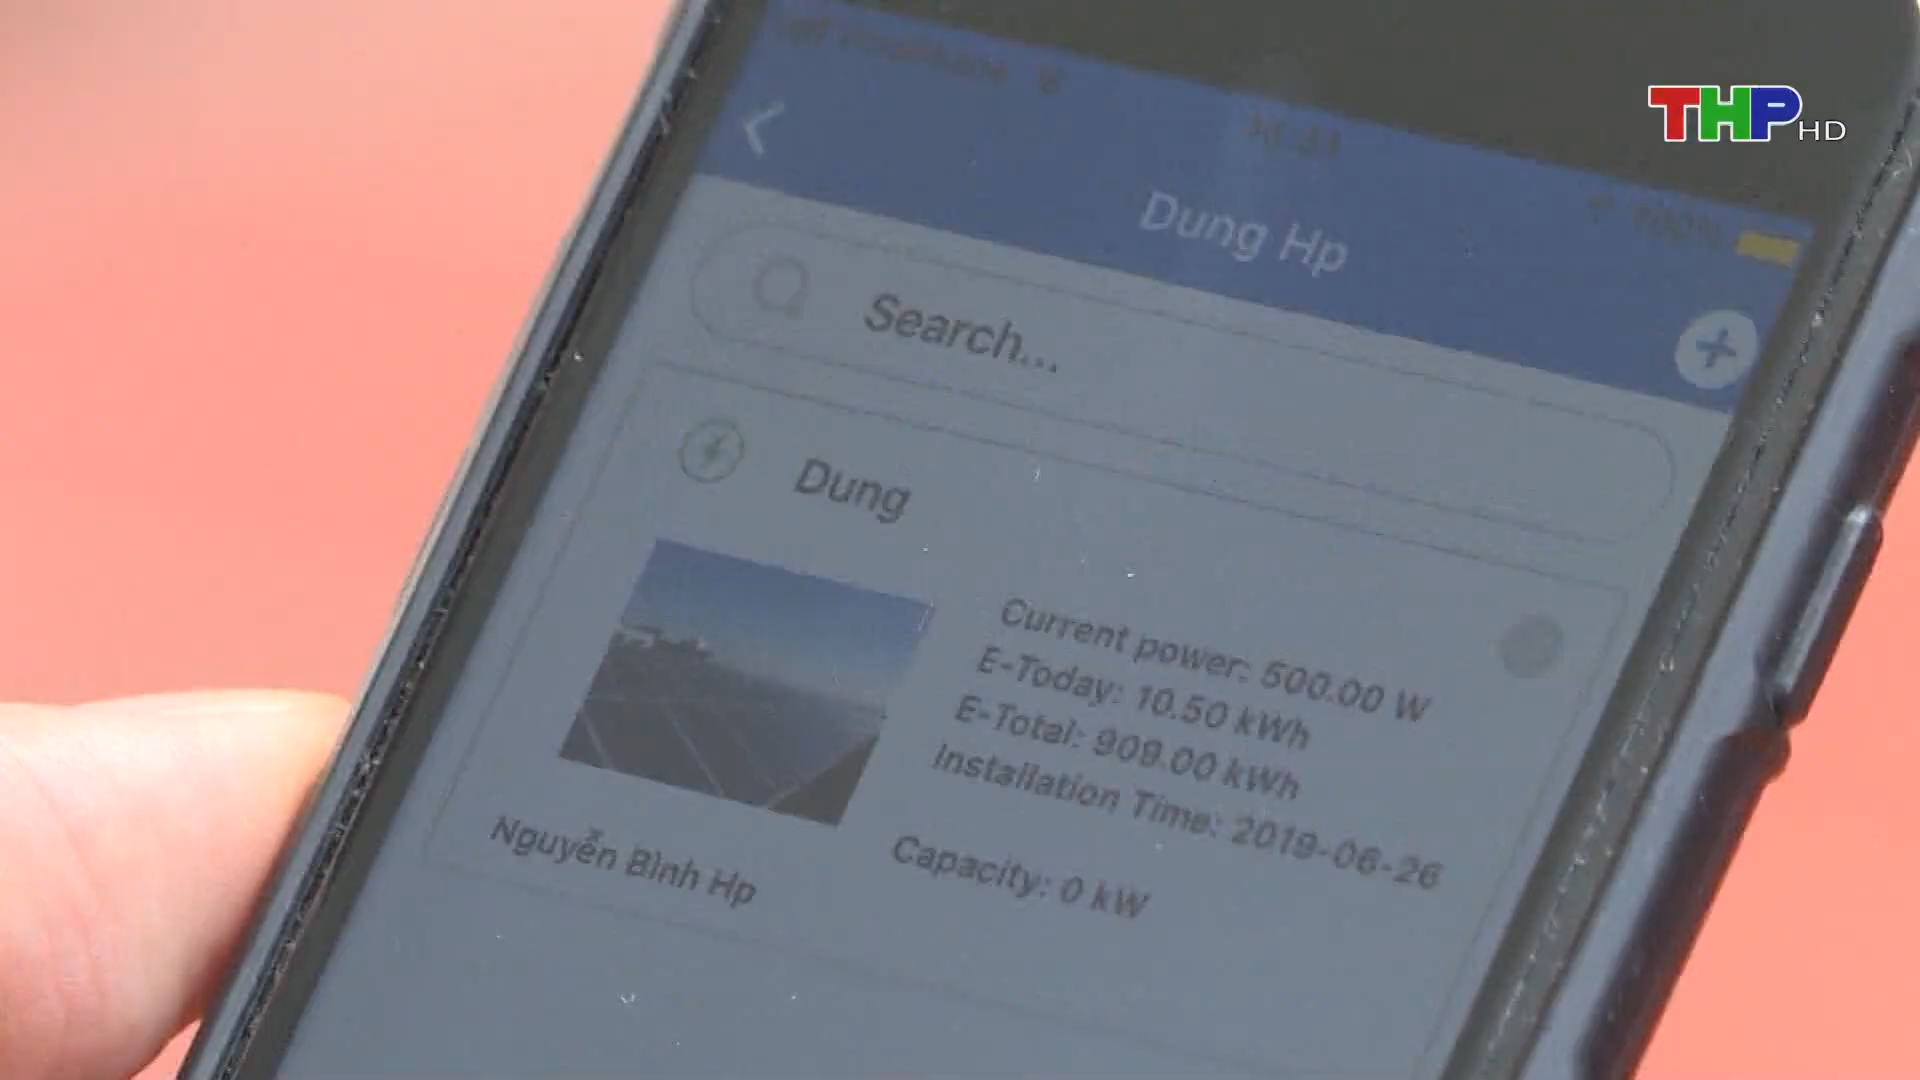 THP HD
Dung Hp
Search...
Dung
Current power: 500.00 W
E-Today: 10.50 kWh
E-Total: 909.00 kWh
Installation Time: 2019-06-26
Nguyễn Bình Hp
Capacity: 0 kW